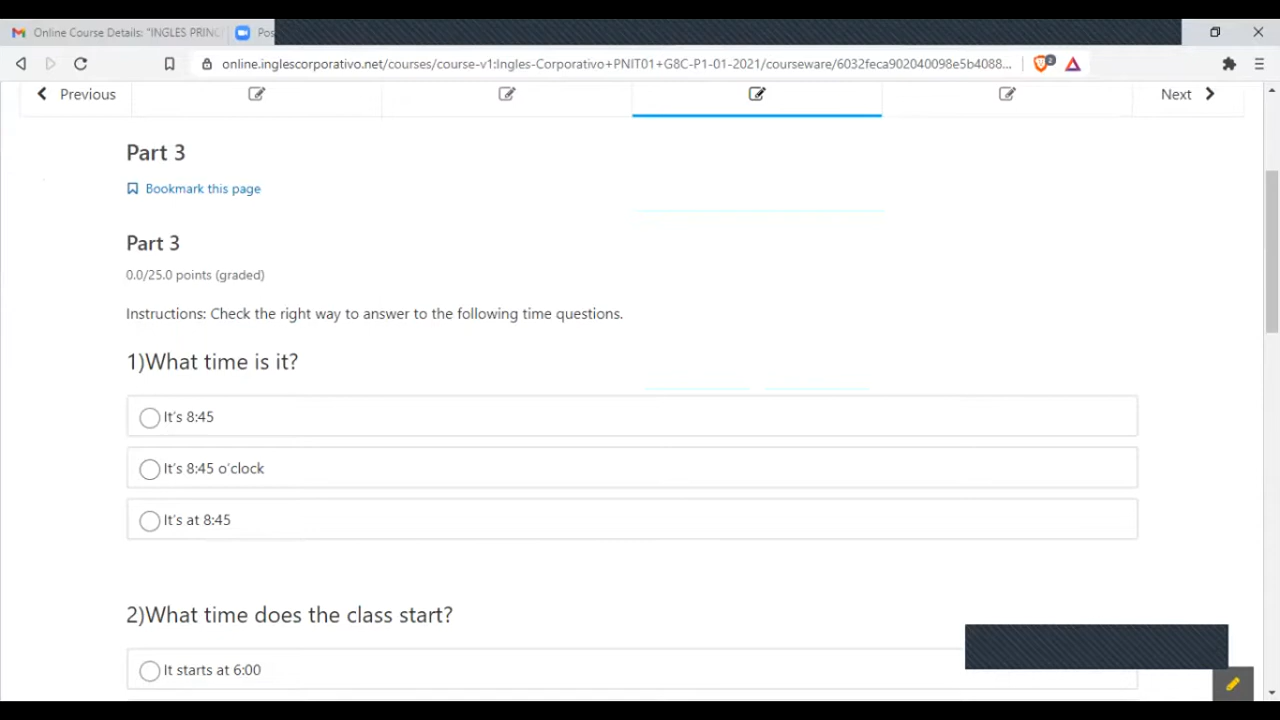 Online Course Details: "INGLES PRINC
Pos
online.inglescorporativo.net/courses/course-v1:Ingles-Corporativo+PNIT01+G8C-P1-01-2021/courseware/6032feca902040098e5b4088...
2
Previous
Next
Part 3
Bookmark this page
Part 3
0.0/25.0 points (graded)
Instructions: Check the right way to answer to the following time questions.
1)What time is it?
It's 8:45
It's 8:45 o'clock
It's at 8:45
2)What time does the class start?
It starts at 6:00